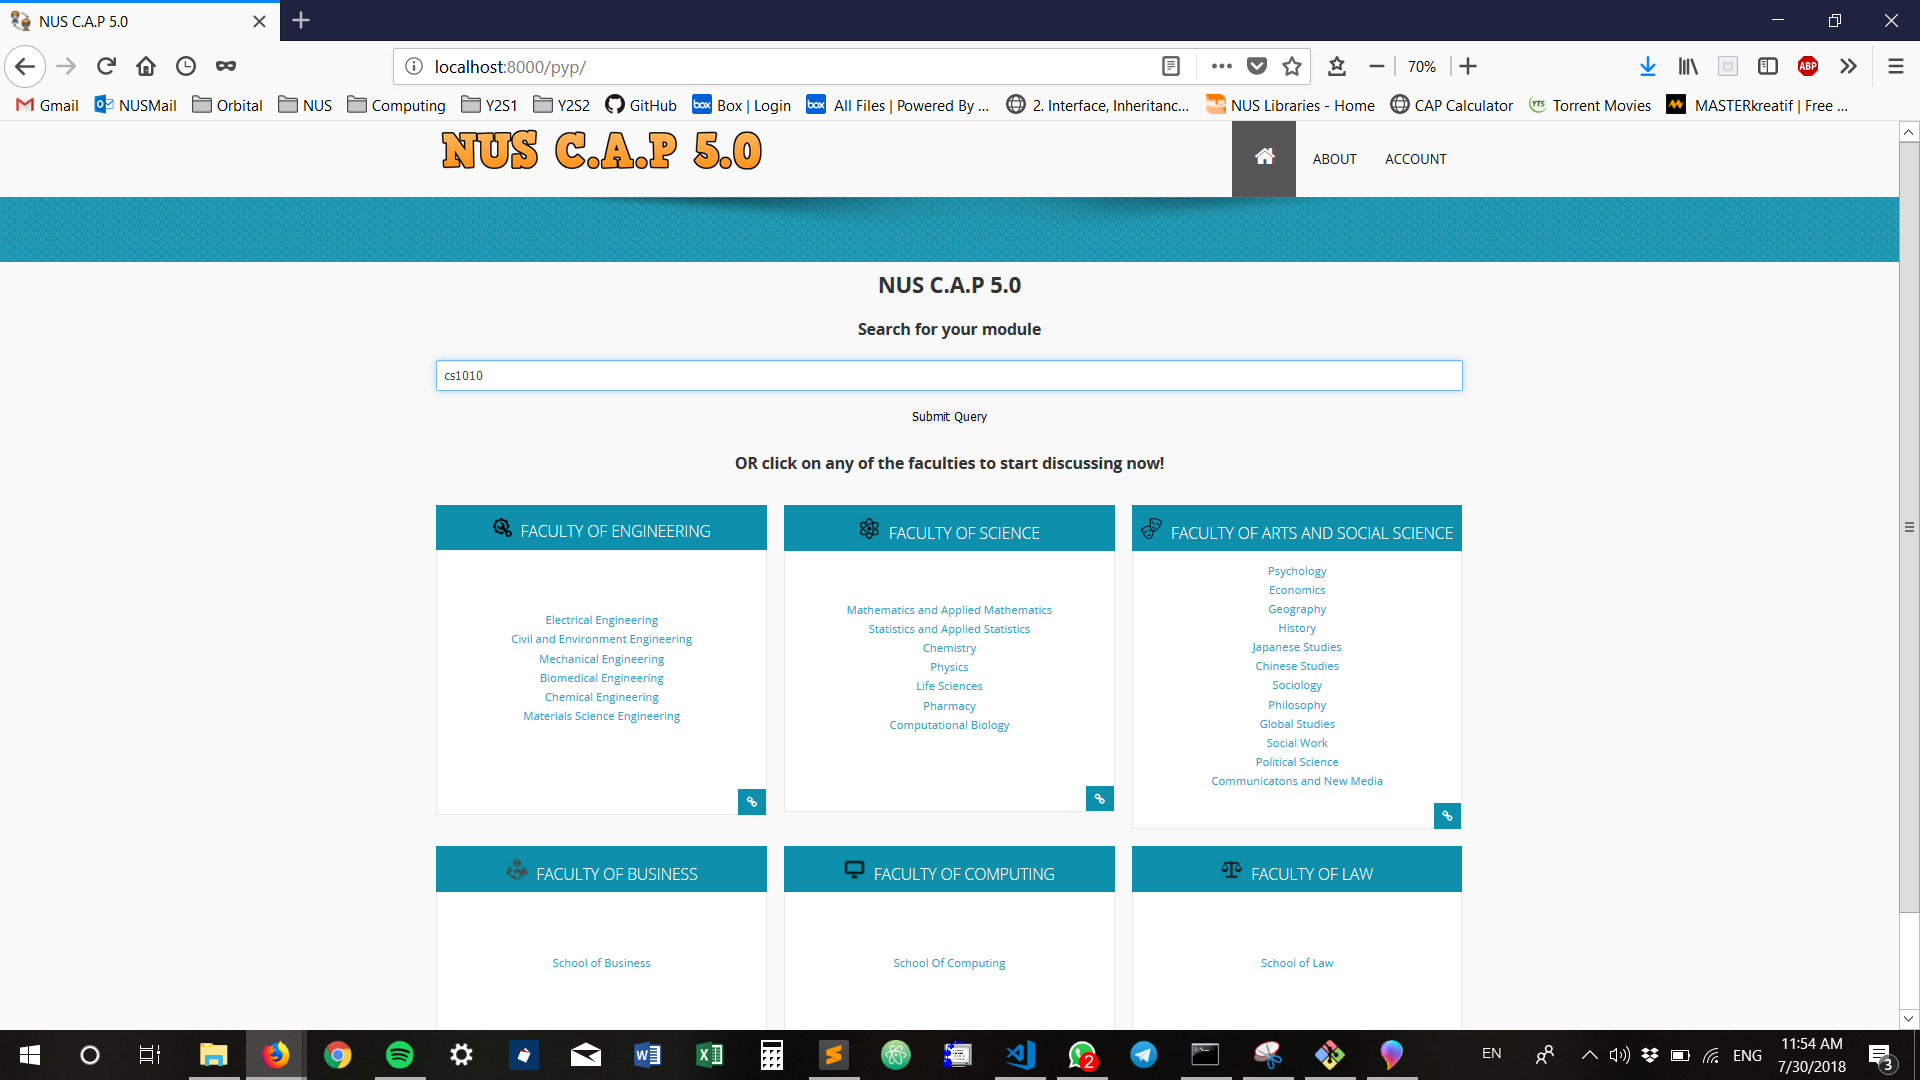 NUS C.A.P 5.0
localhost:8000/pyp/
70%
ABP
Gmail
NUSMail
Orbital
NUS
Computing
Y2S1
Y2S2
GitHub
box
Box | Login
box
All Files | Powered By ...
2. Interface, Inheritanc...
NUS
NUS Libraries - Home
CAP Calculator
YTS
Torrent Movies
MASTERkreatif | Free ...
NUS C.A.P 5.0
ABOUT
ACCOUNT
NUS C.A.P 5.0
Search for your module
cs1010
Submit Query
OR click on any of the faculties to start discussing now!
FACULTY OF ENGINEERING
Electrical Engineering
Civil and Environment Engineering
Mechanical Engineering
Biomedical Engineering
Chemical Engineering
Materials Science Engineering
FACULTY OF SCIENCE
Mathematics and Applied Mathematics
Statistics and Applied Statistics
Chemistry
Physics
Life Sciences
Pharmacy
Computational Biology
FACULTY OF ARTS AND SOCIAL SCIENCE
Psychology
Economics
Geography
History
Japanese Studies
Chinese Studies
Sociology
Philosophy
Global Studies
Social Work
Political Science
Communicatons and New Media
FACULTY OF BUSINESS
School of Business
FACULTY OF COMPUTING
School Of Computing
FACULTY OF LAW
School of Law
2
EN
ENG
11:54 AM
7/30/2018
3